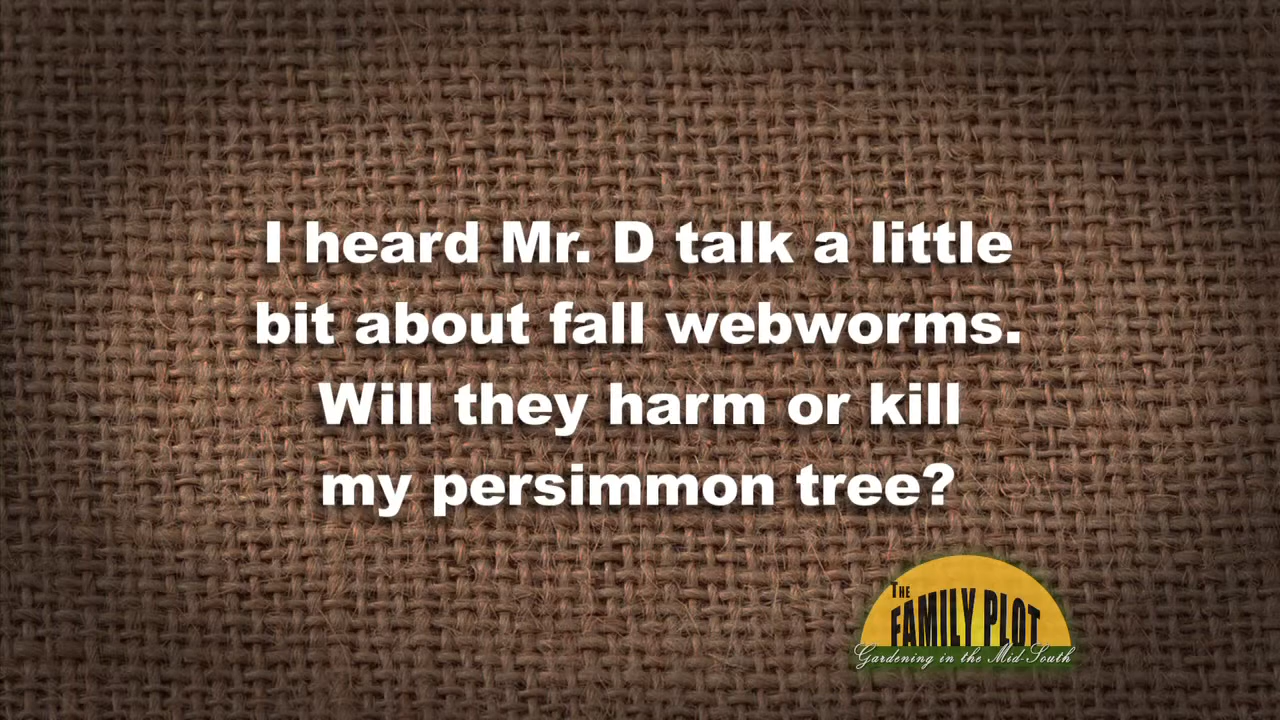 I heard Mr. D talk a little
bit about fall webworms.
Will they harm or kill
my persimmon tree?
THE
FAMILY PLOT
Gardening in the Mid-South